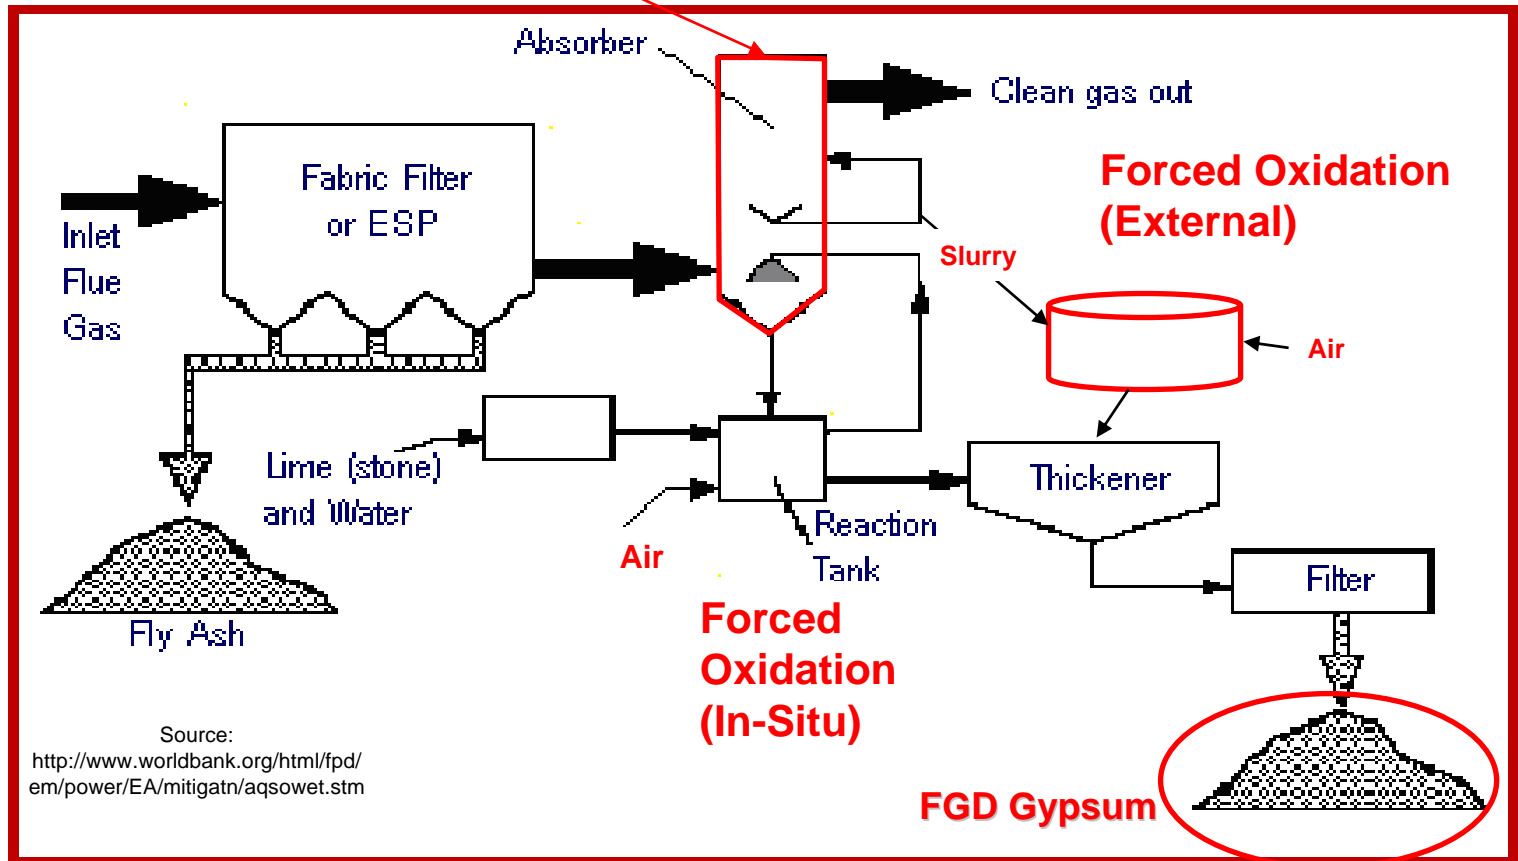 Absorber
Clean gas out
Fabric Filter
or ESP
Forced Oxidation
(External)
Inlet
Flue
Gas
Slurry
Air
Lime (stone)
and Water
Thickener
Reaction
Tank
Air
Filter
Fly Ash
Forced
Oxidation
(In-Situ)
Source:
http://www.worldbank.org/html/fpd/
em/power/EA/mitigatn/aqsowet.stm
FGD Gypsum